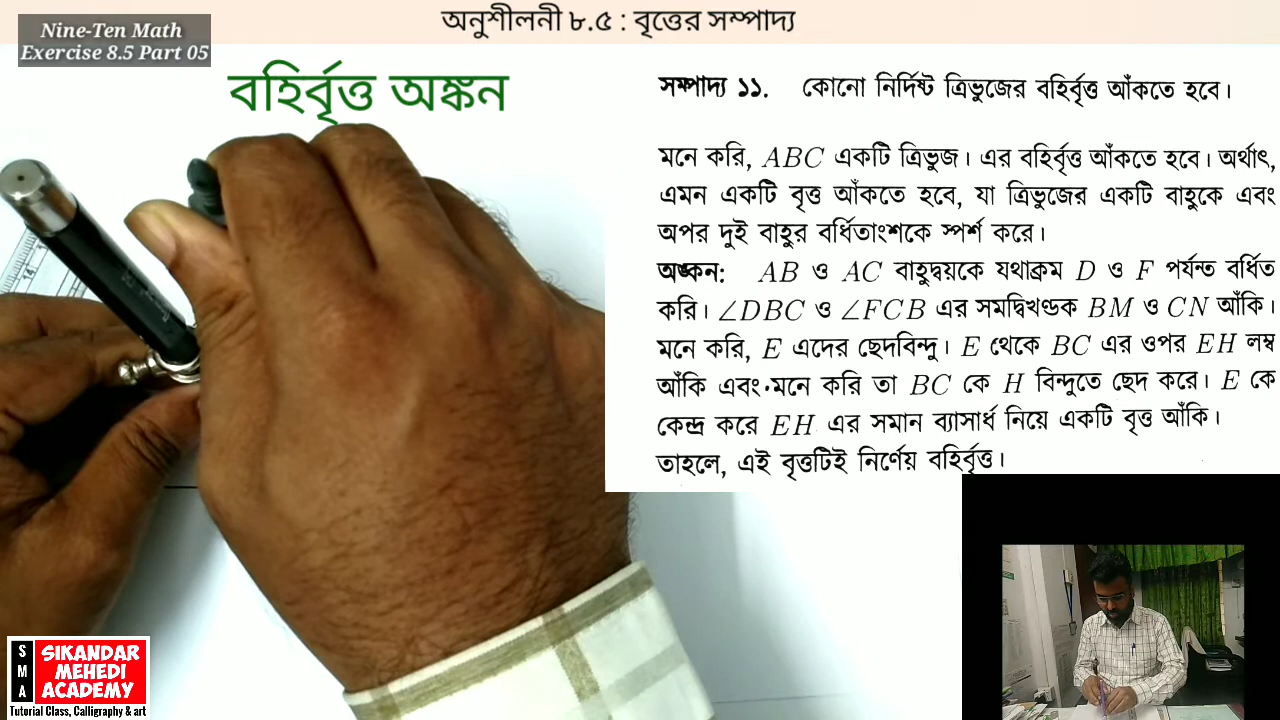 অনুশীলনী ৮.৫ : বৃত্তের সম্পাদ্য
Nine-Ten Math
Exercise 8.5 Part 05
বহির্বৃত্ত অঙ্কন
সম্পাদ্য ১১. কোনো নির্দিষ্ট ত্রিভুজের বহির্বৃত্ত আঁকতে হবে।
মনে করি, ABC একটি ত্রিভুজ। এর বহির্বৃত্ত আঁকতে হবে। অর্থাৎ,
এমন একটি বৃত্ত আঁকতে হবে, যা ত্রিভুজের একটি বাহুকে এবং
অপর দুই বাহুর বর্ধিতাংশকে স্পর্শ করে।
অঙ্কন: AB ও AC বাহুদ্বয়কে যথাক্রম D ও F পর্যন্ত বর্ধিত
করি। ∠DBC ও ∠FCB এর সমদ্বিখণ্ডক BM ও CN আঁকি।
মনে করি, E এদের ছেদবিন্দু। E থেকে BC এর ওপর EH লম্ব
আঁকি এবং মনে করি তা BC কে H বিন্দুতে ছেদ করে। E কে
কেন্দ্র করে EH এর সমান ব্যাসার্ধ নিয়ে একটি বৃত্ত আঁকি।
তাহলে, এই বৃত্তটিই নির্ণেয় বহির্বৃত্ত।
14
SMA
SIKANDAR
MEHEDI
ACADEMY
Tutorial Class, Calligraphy & art